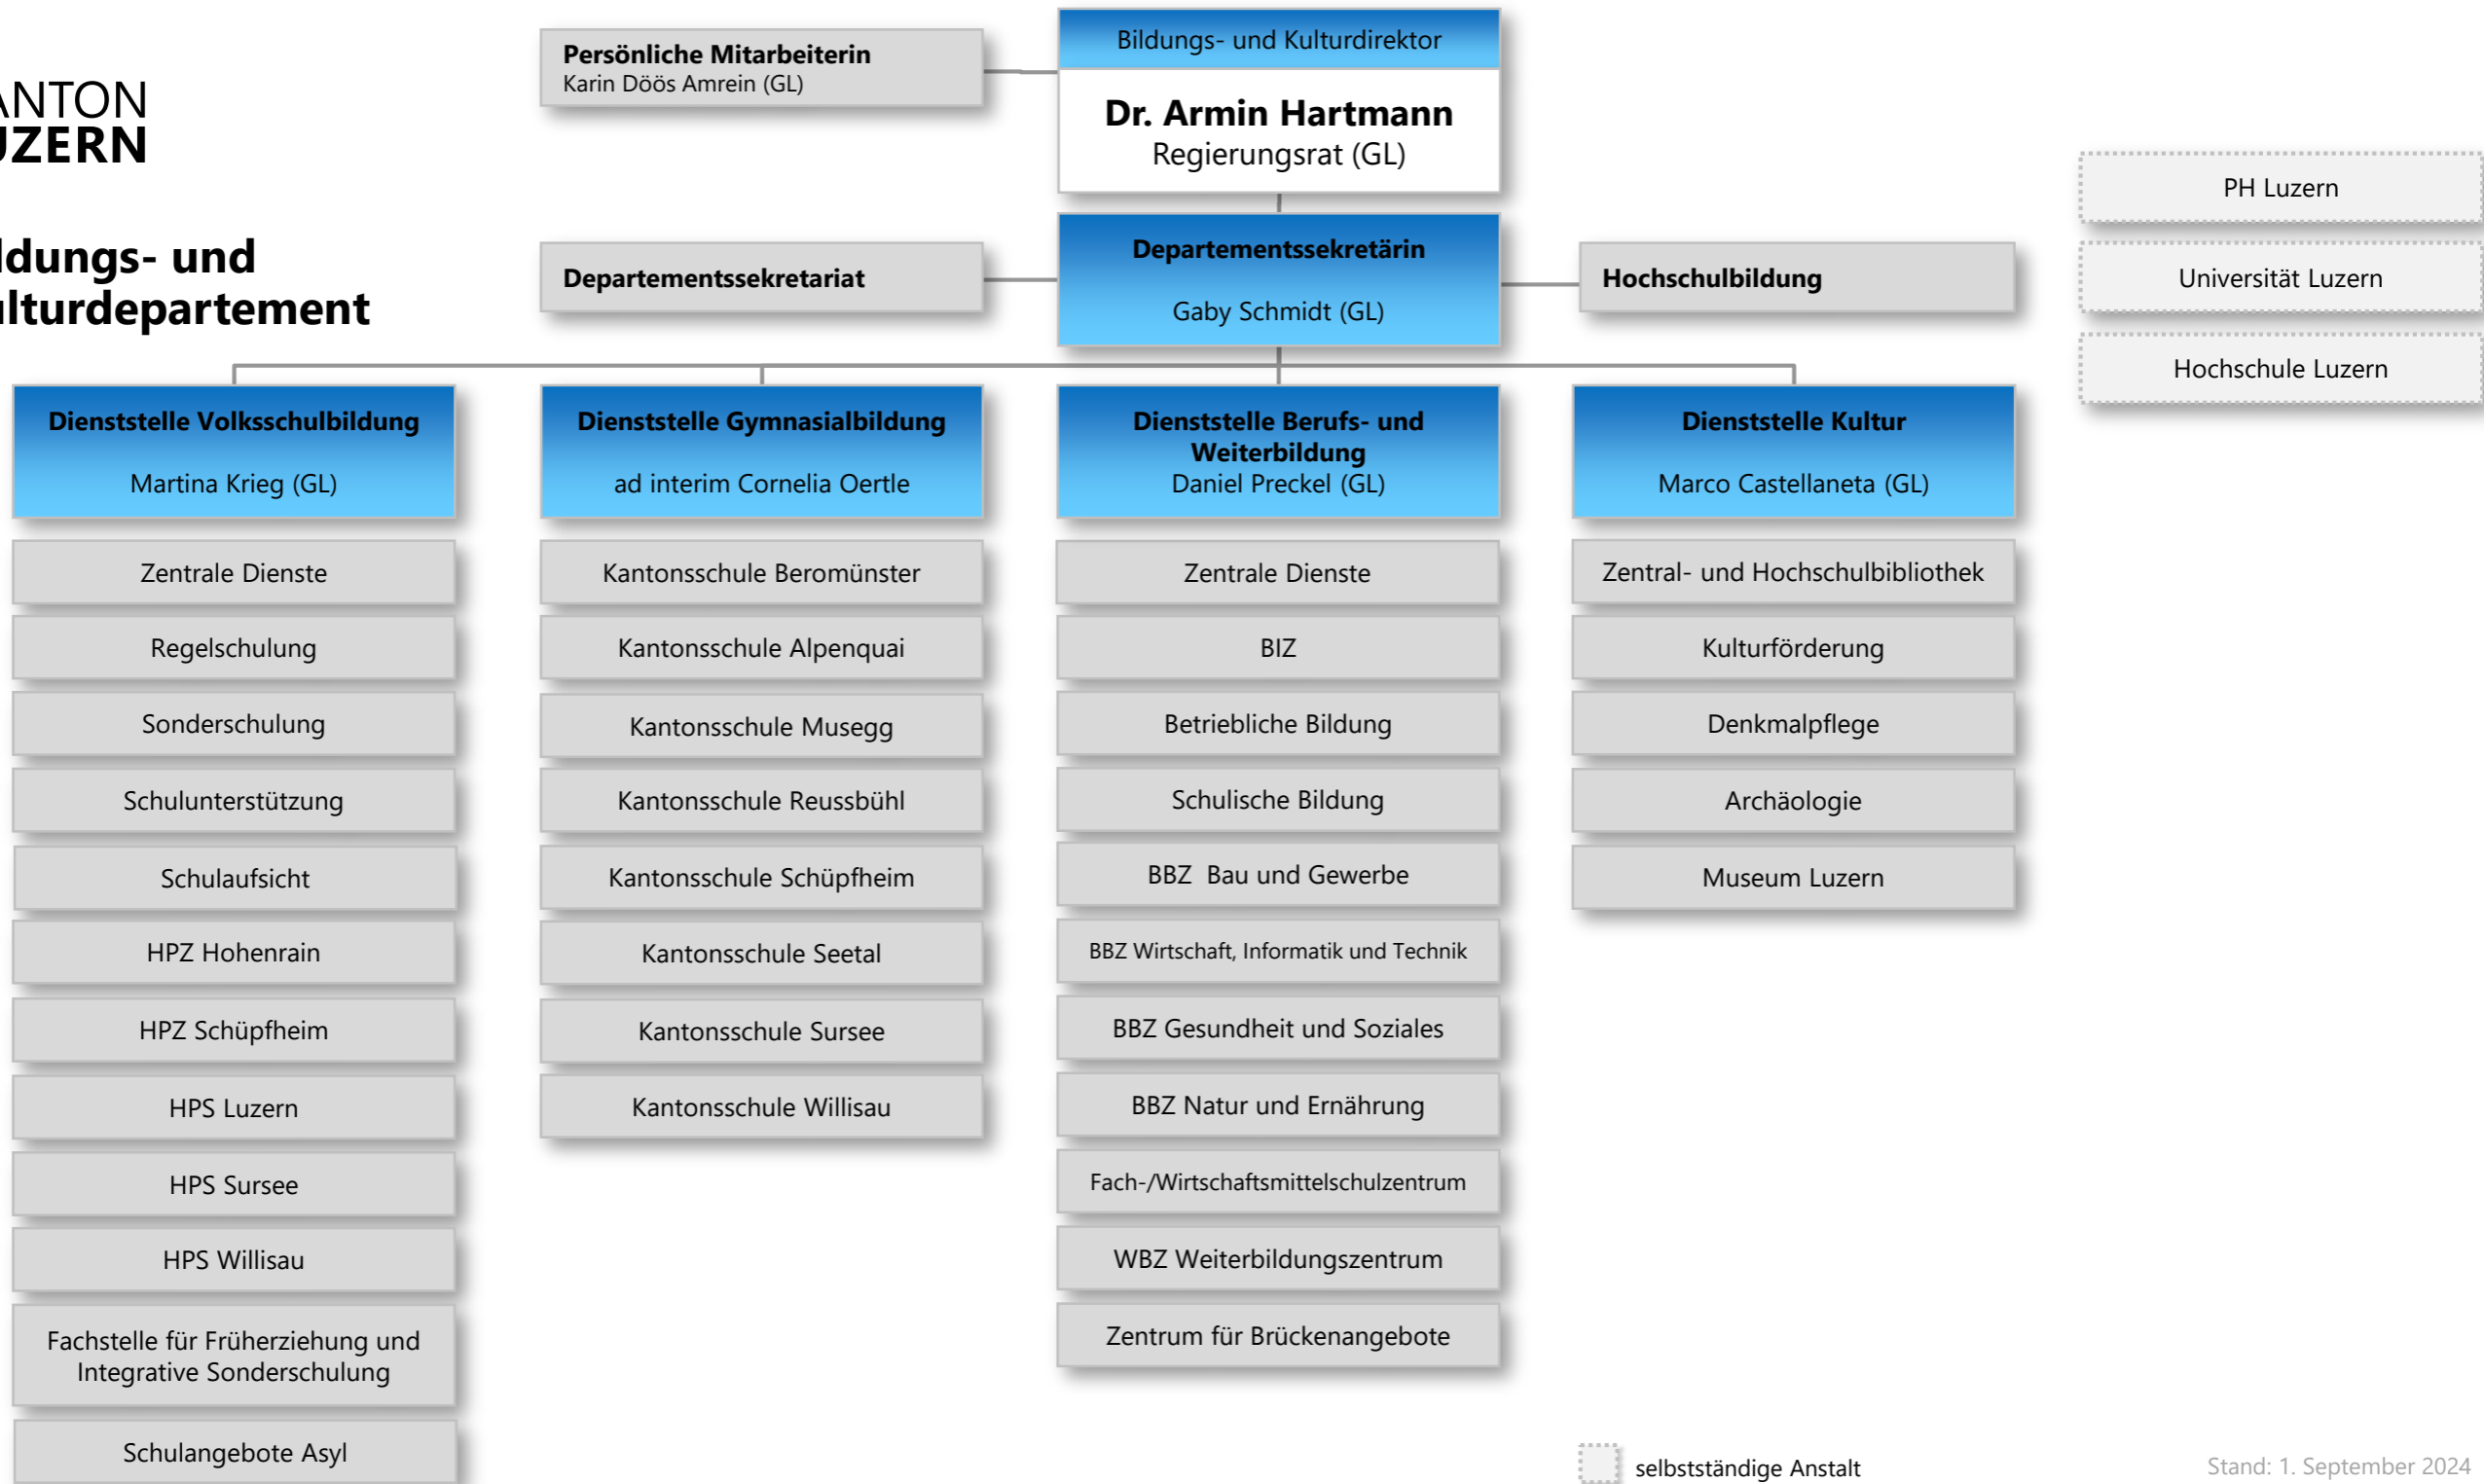 Persönliche Mitarbeiterin
Karin Döös Amrein (GL)
Bildungs- und Kulturdirektor
Dr. Armin Hartmann
Regierungsrat (GL)
ANTON
UZERN
ldungs- und
ulturdepartement
Departementssekretariat
Departementssekretärin
Gaby Schmidt (GL)
Hochschulbildung
PH Luzern
Universität Luzern
Hochschule Luzern
Dienststelle Volksschulbildung
Martina Krieg (GL)
Zentrale Dienste
Regelschulung
Sonderschulung
Schulunterstützung
Schulaufsicht
HPZ Hohenrain
HPZ Schüpfheim
HPS Luzern
HPS Sursee
HPS Willisau
Fachstelle für Früherziehung und
Integrative Sonderschulung
Schulangebote Asyl
Dienststelle Gymnasialbildung
ad interim Cornelia Oertle
Kantonsschule Beromünster
Kantonsschule Alpenquai
Kantonsschule Musegg
Kantonsschule Reussbühl
Kantonsschule Schüpfheim
Kantonsschule Seetal
Kantonsschule Sursee
Kantonsschule Willisau
Dienststelle Berufs- und
Weiterbildung
Daniel Preckel (GL)
Zentrale Dienste
BIZ
Betriebliche Bildung
Schulische Bildung
BBZ  Bau und Gewerbe
BBZ Wirtschaft, Informatik und Technik
BBZ Gesundheit und Soziales
BBZ Natur und Ernährung
Fach-/Wirtschaftsmittelschulzentrum
WBZ Weiterbildungszentrum
Zentrum für Brückenangebote
Dienststelle Kultur
Marco Castellaneta (GL)
Zentral- und Hochschulbibliothek
Kulturförderung
Denkmalpflege
Archäologie
Museum Luzern
selbstständige Anstalt
Stand: 1. September 2024